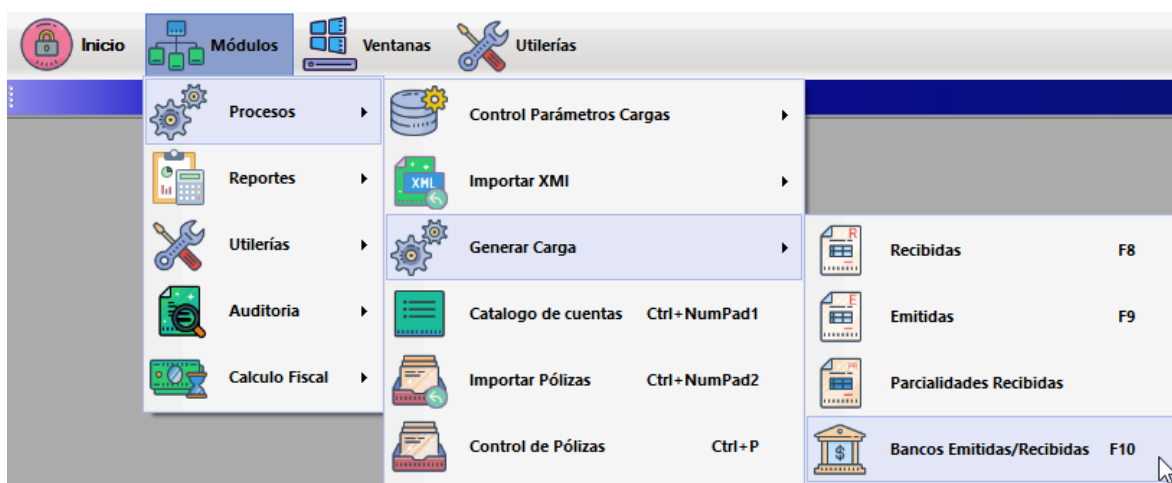 Inicio Módulos Ventanas Utilerías
Procesos
Reportes
Utilerías
Auditoria
Calculo Fiscal
Control Parámetros Cargas
XML
Importar XMI
Generar Carga
Catalogo de cuentas Ctrl+NumPad1
Importar Pólizas Ctrl+NumPad2
Control de Pólizas Ctrl+P
R
Recibidas F8
E
Emitidas F9
PR
Parcialidades Recibidas
$
Bancos Emitidas/Recibidas F10